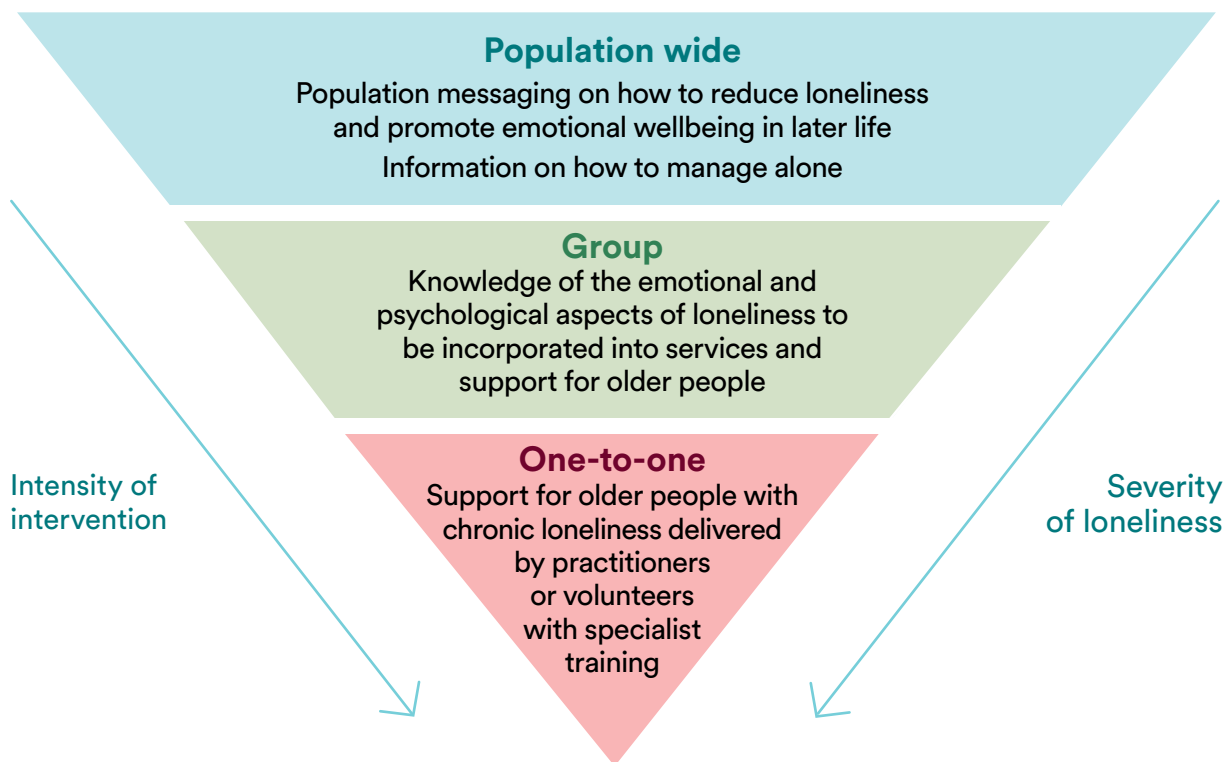 Population wide
Population messaging on how to reduce loneliness
and promote emotional wellbeing in later life
Information on how to manage alone
Group
Knowledge of the emotional and
psychological aspects of loneliness to
be incorporated into services and
support for older people
One-to-one
Support for older people with
chronic loneliness delivered
by practitioners
or volunteers
with specialist
training
Intensity of
intervention
Severity
of loneliness